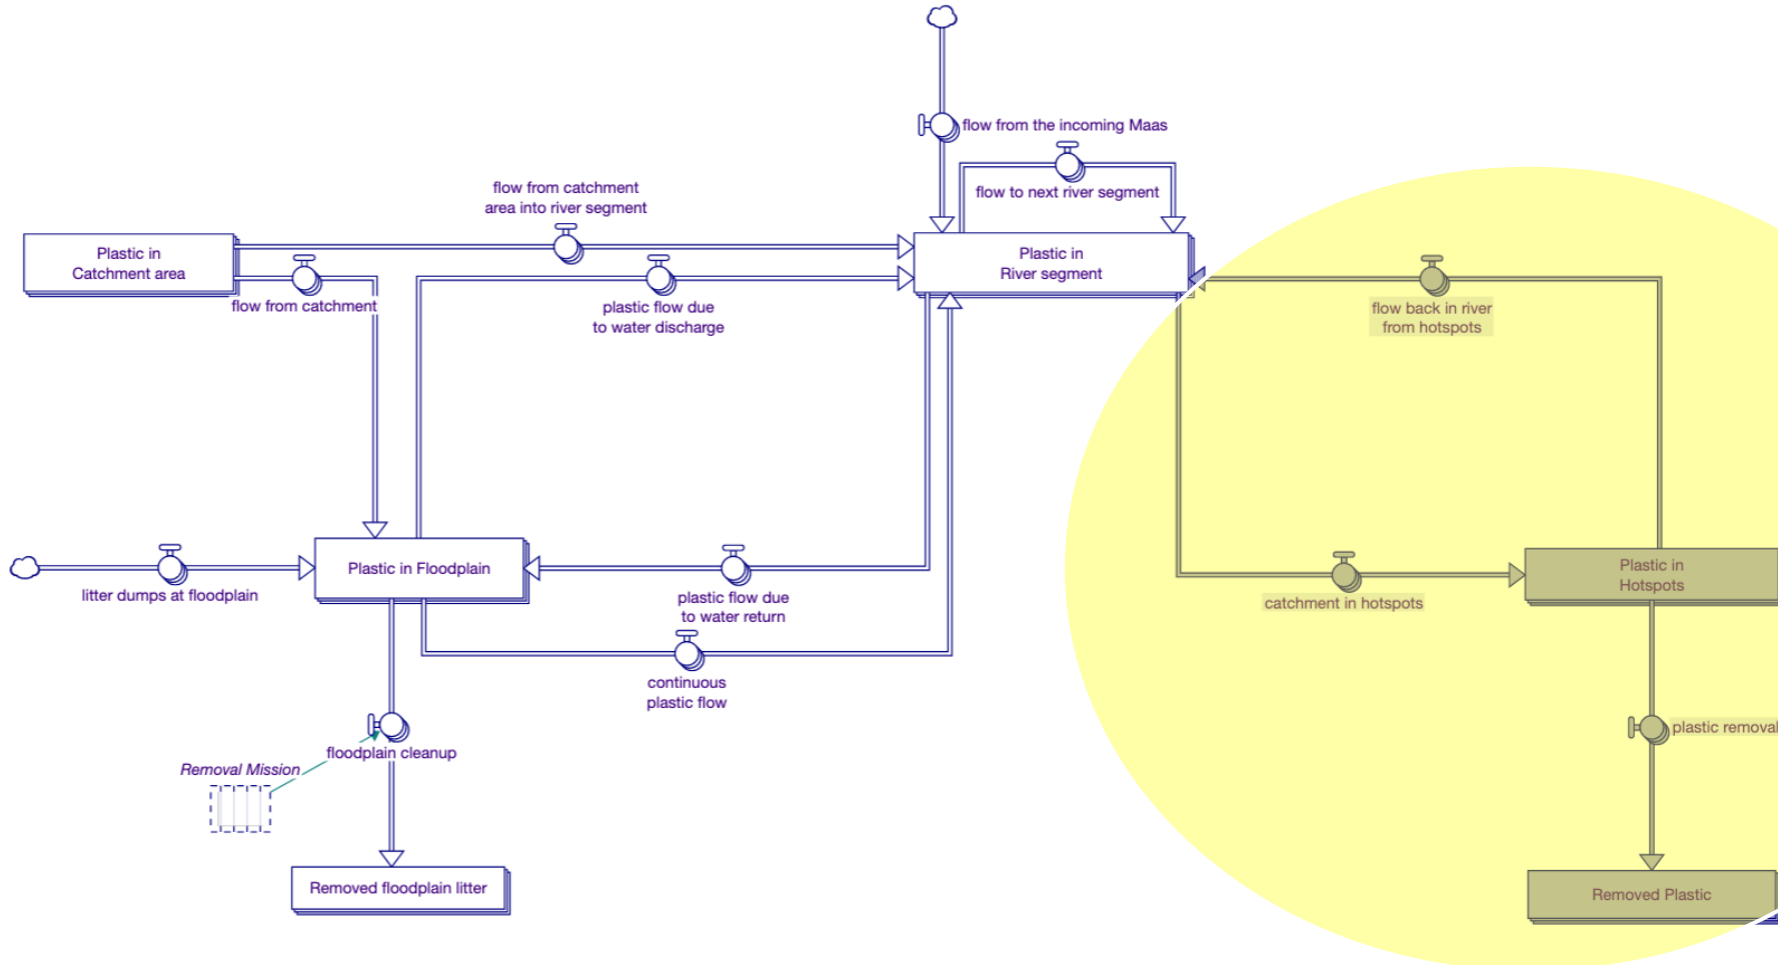 flow from the incoming Maas
flow from catchment
area into river segment
flow to next river segment
Plastic in
Catchment area
Plastic in
River segment
flow from catchment
plastic flow due
to water discharge
flow back in river
from hotspots
Plastic in Floodplain
Plastic in
Hotspots
litter dumps at floodplain
plastic flow due
to water return
catchment in hotspots
continuous
plastic flow
floodplain cleanup
plastic removal
Removal Mission
Removed floodplain litter
Removed Plastic